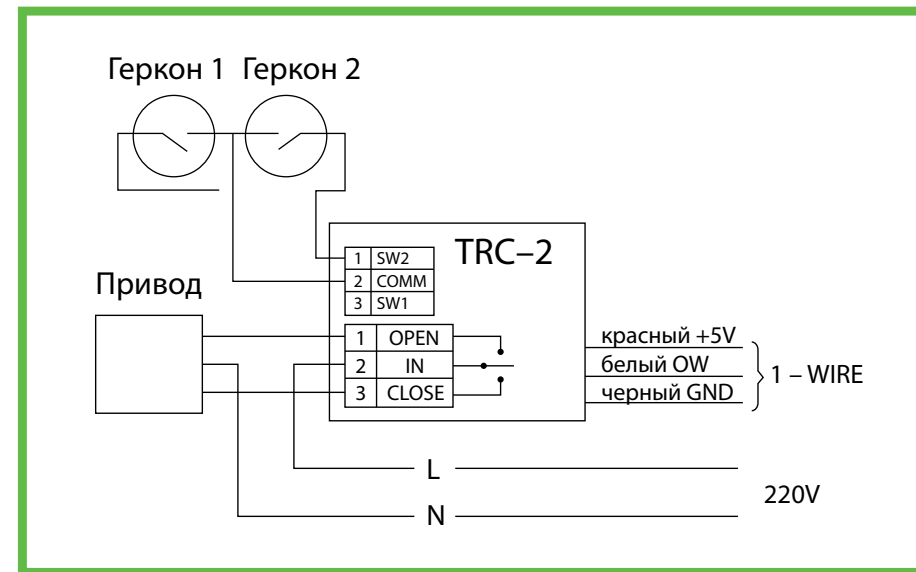 Геркон 1 Геркон 2
TRC–2
1 SW2
2 COMM
3 SW1
Привод
1 OPEN
2 IN
3 CLOSE
красный +5V
белый OW
черный GND
1 – WIRE
L
N
220V